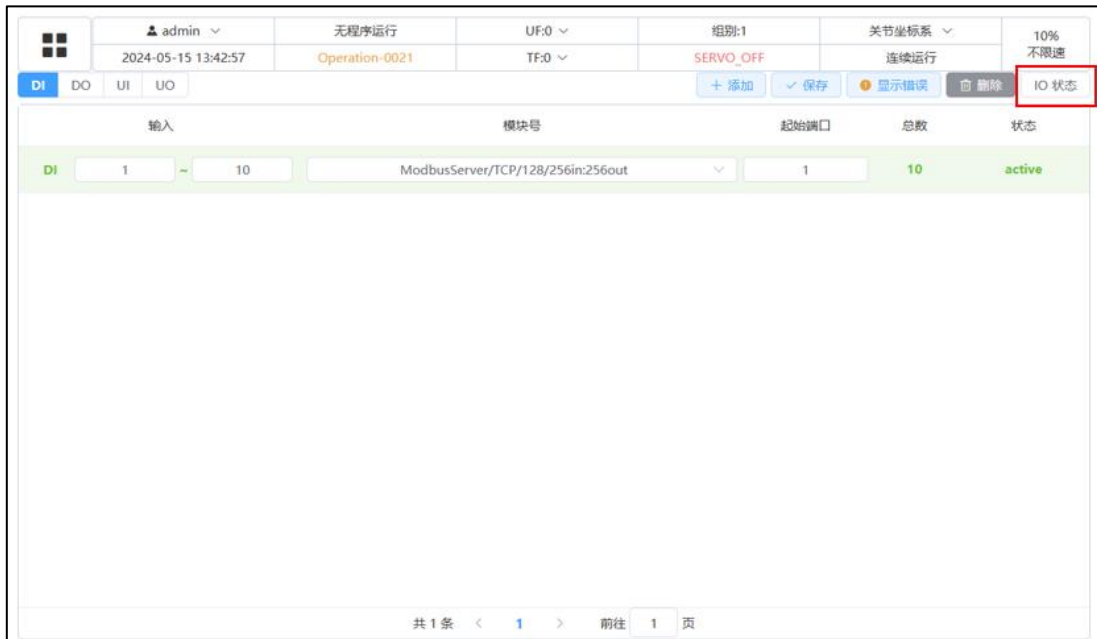 admin 无程序运行 UF:0 组别:1 关节坐标系 10%
2024-05-15 13:42:57 Operation-0021 TF:0 SERVO_OFF 连续运行 不限速
DI DO UI UO + 添加 保存 显示错误 删除 IO 状态
输入 模块号 起始端口 总数 状态
DI 1 ~ 10 ModbusServer/TCP/128/256in:256out 1 10 active
共 1 条 < 1 > 前往 1 页